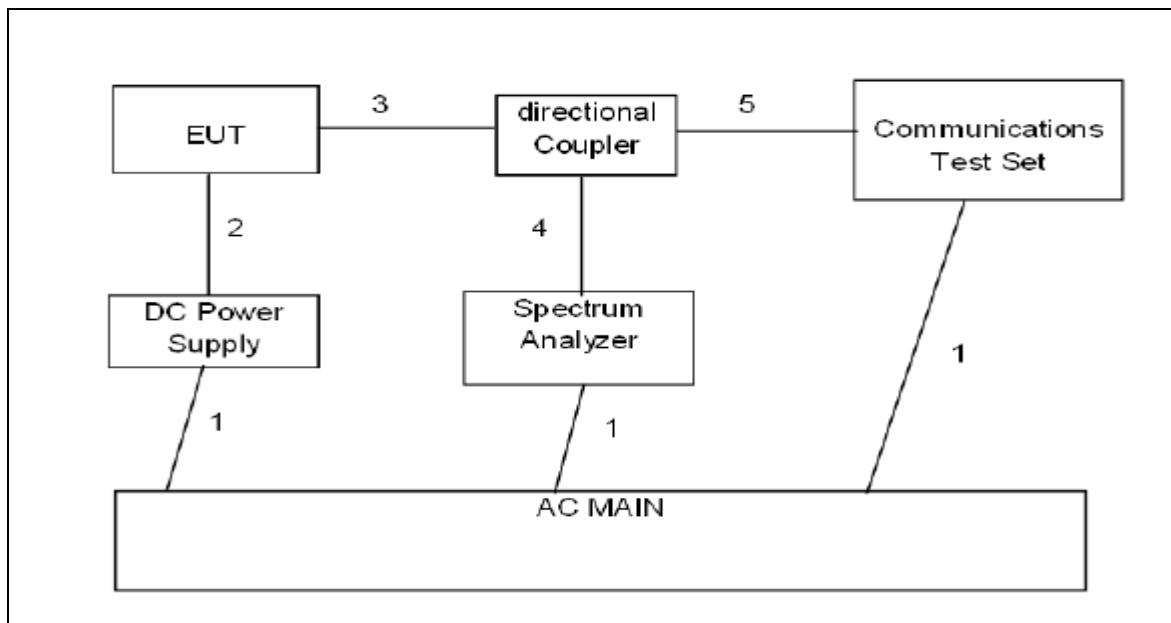 EUT
3
directional
Coupler
5
Communications
Test Set
2
4
DC Power
Supply
Spectrum
Analyzer
1
1
1
AC MAIN